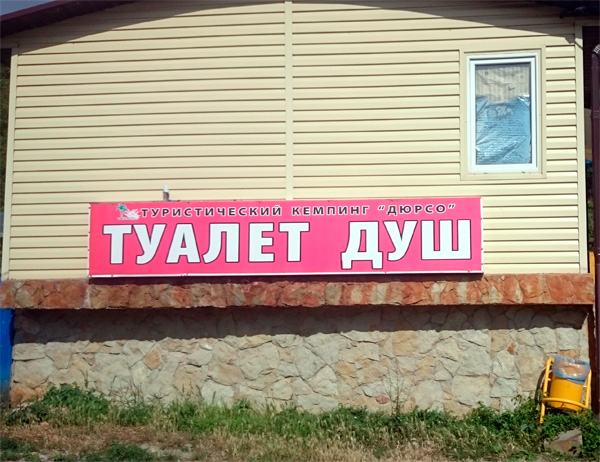 ТУРИСТИЧЕСКИЙ КЕМПИНГ "ДЮРСО"
ТУАЛЕТ ДУШ